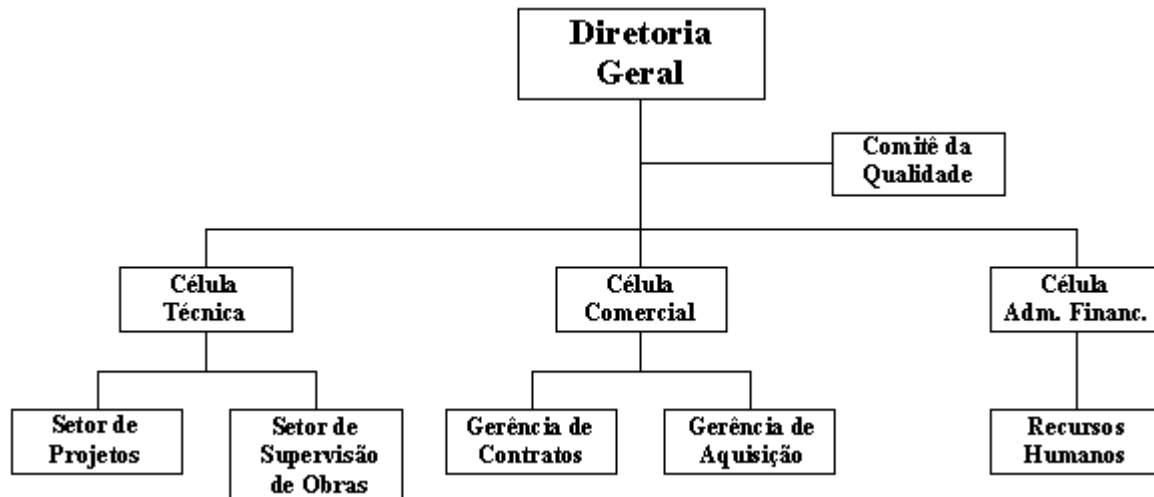 Diretoria
Geral
Comitê da
Qualidade
Célula
Técnica
Célula
Comercial
Célula
Adm. Financ.
Setor de
Projetos
Setor de
Supervisão
de Obras
Gerência de
Contratos
Gerência de
Aquisição
Recursos
Humanos